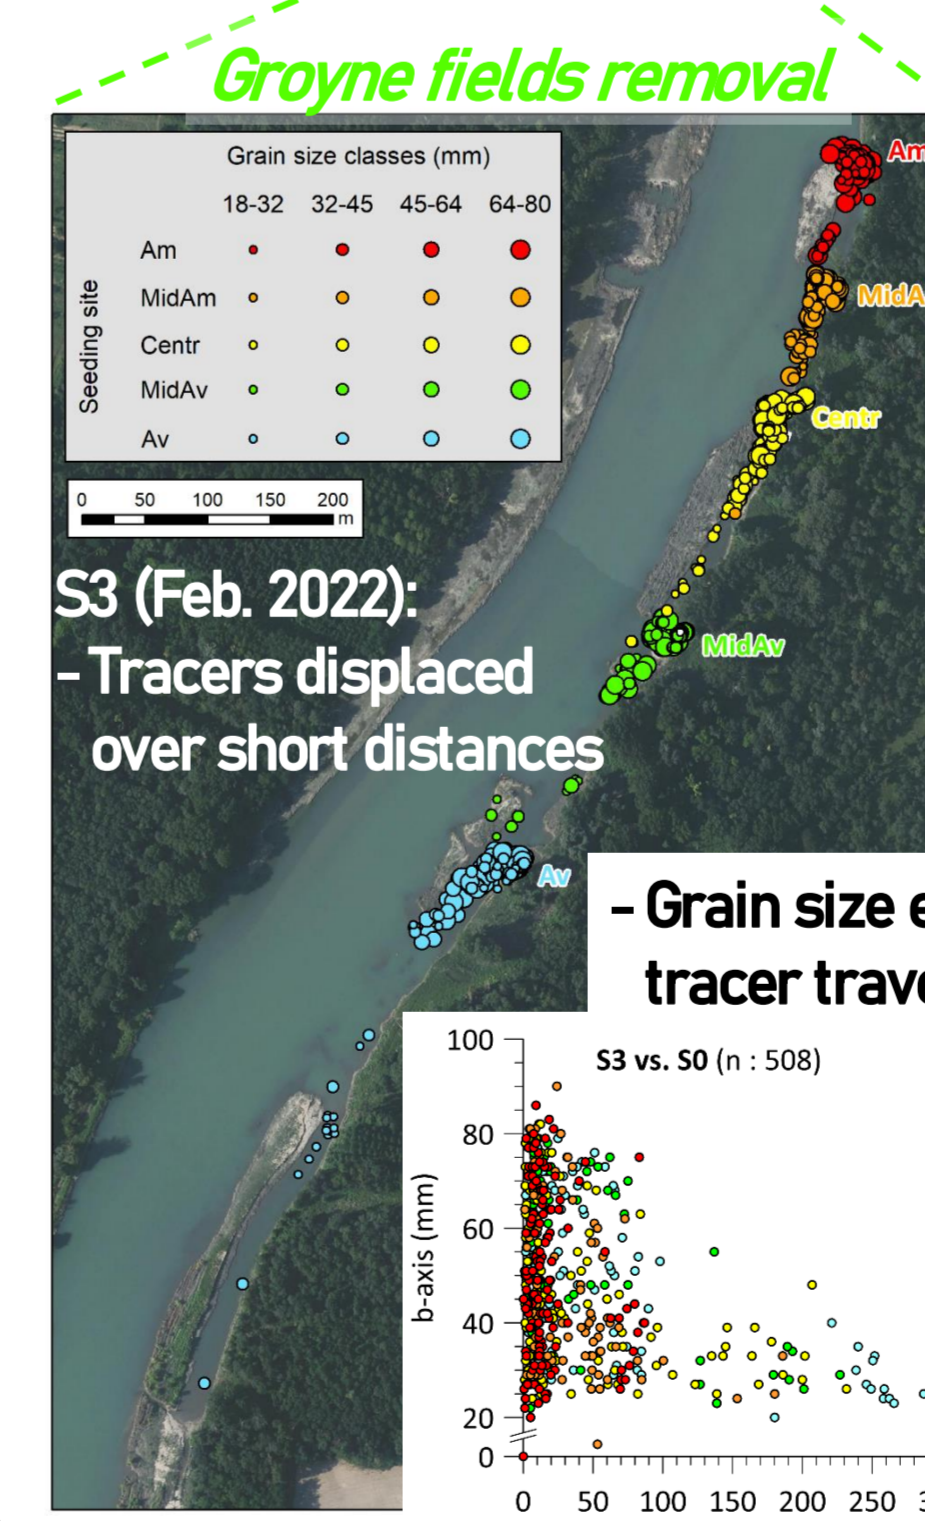 Groyne fields removal
Grain size classes (mm)
18-32 32-45 45-64 64-80
Seeding site
Am
MidAm
Centr
MidAv
Av
0 50 100 150 200
m
Am
MidA
Centr
MidAv
Av
S3 (Feb. 2022):
- Tracers displaced
over short distances
- Grain size e
tracer trave
S3 vs. S0 (n : 508)
b-axis (mm)
100
80
60
40
20
0
0 50 100 150 200 250 3